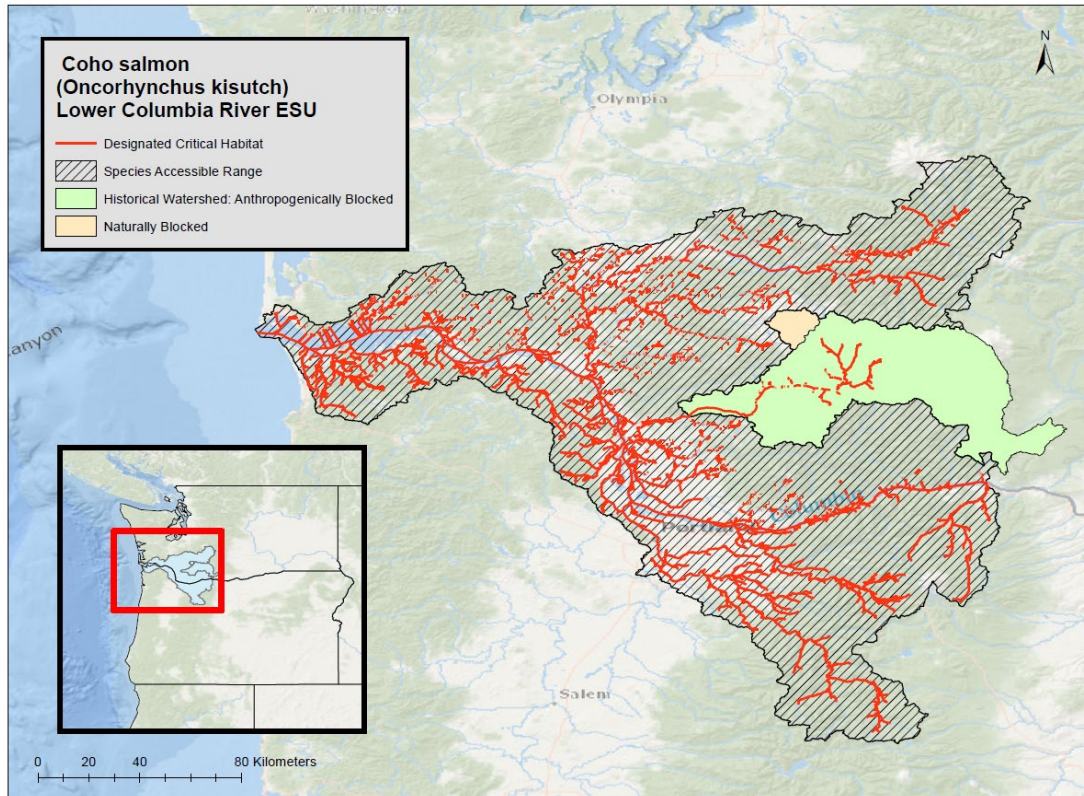 Coho salmon
(Oncorhynchus kisutch)
Lower Columbia River ESU
Designated Critical Habitat
Species Accessible Range
Historical Watershed: Anthropogenically Blocked
Naturally Blocked
N
Olympia
anyon
Salem
0 20 40 80 Kilometers